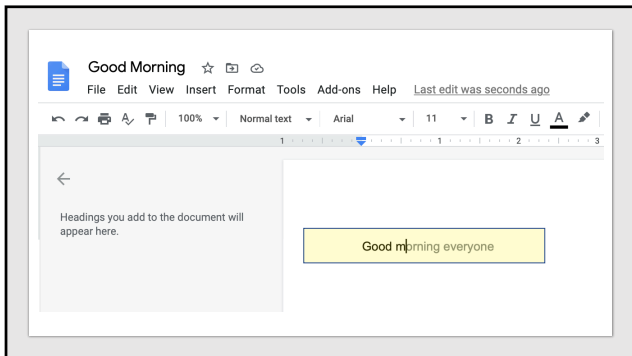 Good Morning
File Edit View Insert Format Tools Add-ons Help Last edit was seconds ago
100% Normal text Arial 11 B I U A
1 1 2 3
Headings you add to the document will
appear here.
Good morning everyone